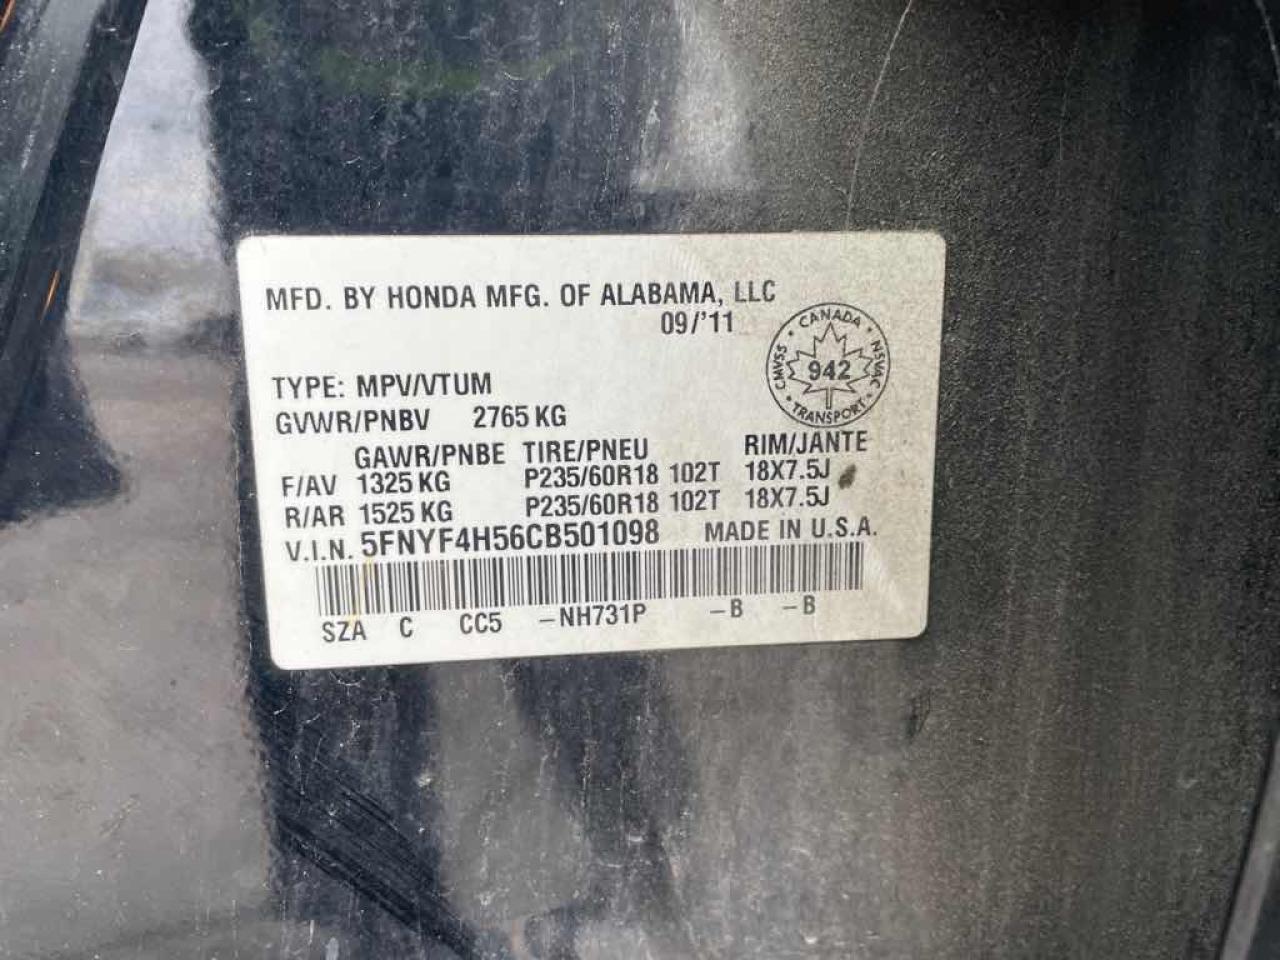 MFD. BY HONDA MFG. OF ALABAMA, LLC
09/'11
CANADA
CMVSS
NSVAC
942
TRANSPORT
TYPE: MPV/VTUM
GVWR/PNBV 2765 KG
GAWR/PNBE TIRE/PNEU RIM/JANTE
F/AV 1325 KG P235/60R18 102T 18X7.5J
R/AR 1525 KG P235/60R18 102T 18X7.5J
V.I.N. 5FNYF4H56CB501098 MADE IN U.S.A.
SZA C CC5 –NH731P –B –B